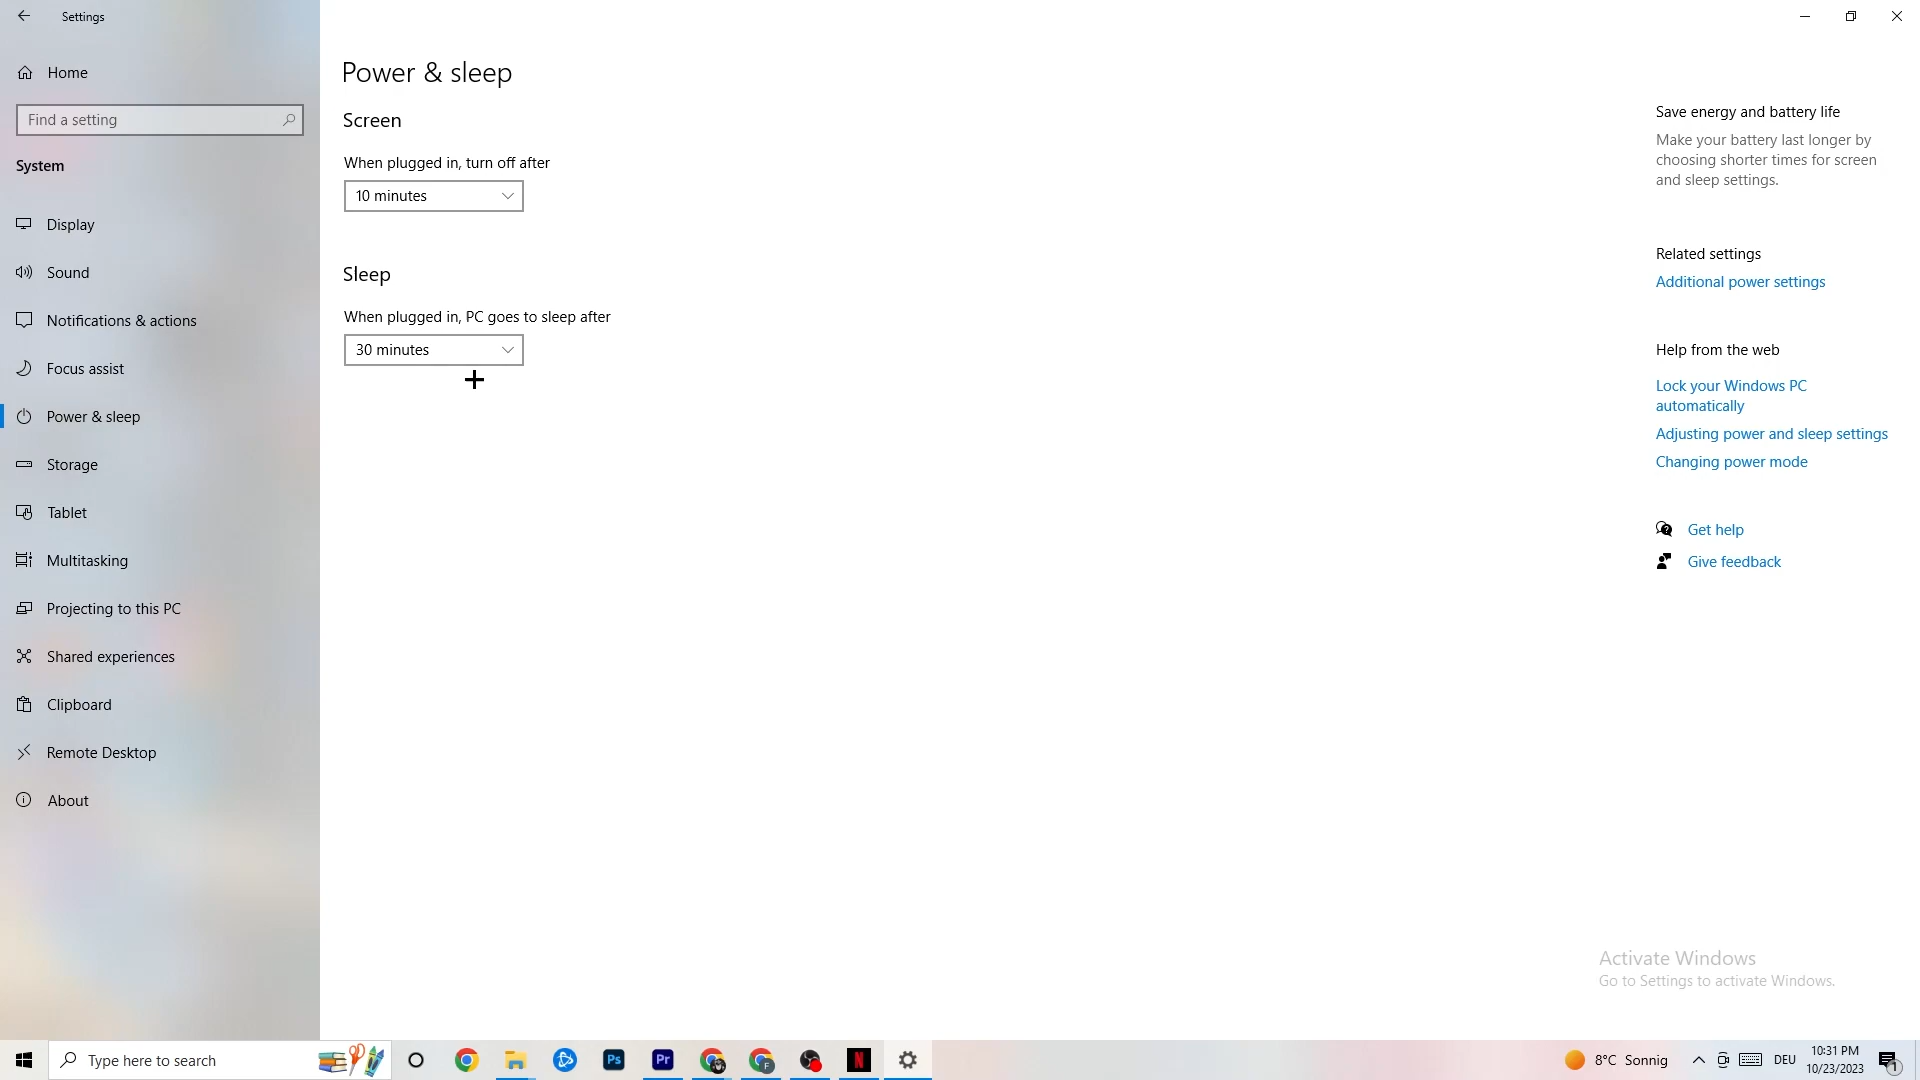 Settings
Home
Find a setting
System
Display
Sound
Notifications & actions
Focus assist
Power & sleep
Storage
Tablet
Multitasking
Projecting to this PC
Shared experiences
Clipboard
Remote Desktop
About
Power & sleep
Screen
When plugged in, turn off after
10 minutes
Sleep
When plugged in, PC goes to sleep after
30 minutes
Save energy and battery life
Make your battery last longer by
choosing shorter times for screen
and sleep settings.
Related settings
Additional power settings
Help from the web
Lock your Windows PC
automatically
Adjusting power and sleep settings
Changing power mode
Get help
Give feedback
Activate Windows
Go to Settings to activate Windows.
Type here to search
Ps
Pr
F
N
8°C Sonnig
DEU
10:31 PM
10/23/2023
1